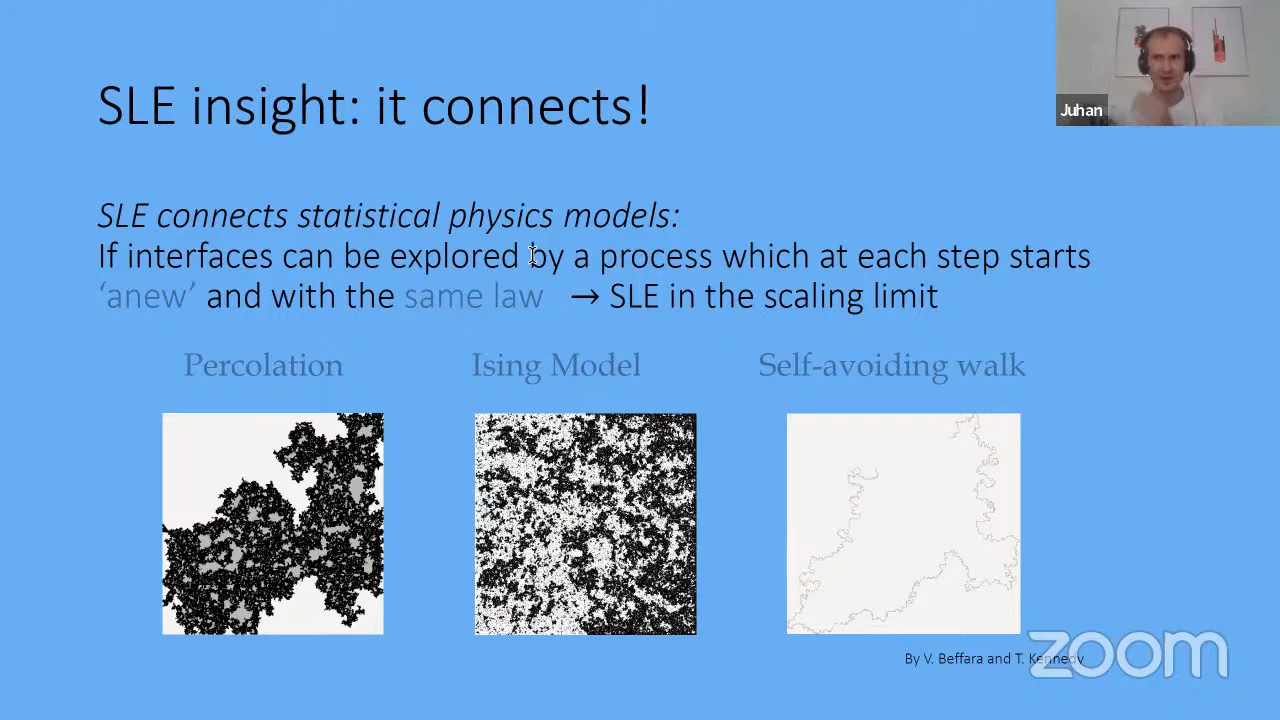 SLE insight: it connects!
Juhan
SLE connects statistical physics models:
If interfaces can be explored by a process which at each step starts
‘anew’ and with the same law → SLE in the scaling limit
Percolation
Ising Model
Self-avoiding walk
By V. Beffara and T. Kennedy
zoom